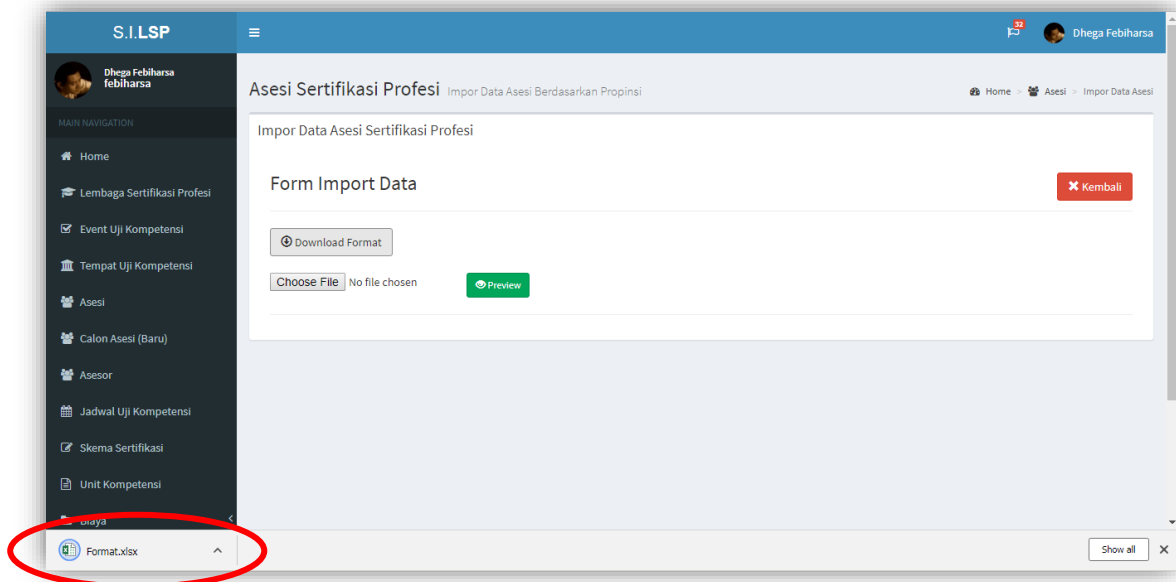 S.I.LSP
32
Dhega Febiharsa
Dhega Febiharsa
febiharsa
MAIN NAVIGATION
Home
Lembaga Sertifikasi Profesi
Event Uji Kompetensi
Tempat Uji Kompetensi
Asesi
Calon Asesi (Baru)
Asesor
Jadwal Uji Kompetensi
Skema Sertifikasi
Unit Kompetensi
Biaya
Asesi Sertifikasi Profesi Impor Data Asesi Berdasarkan Propinsi
Home > Asesi > Impor Data Asesi
Impor Data Asesi Sertifikasi Profesi
Form Import Data
Kembali
Download Format
Choose File No file chosen
Preview
Format.xlsx
Show all